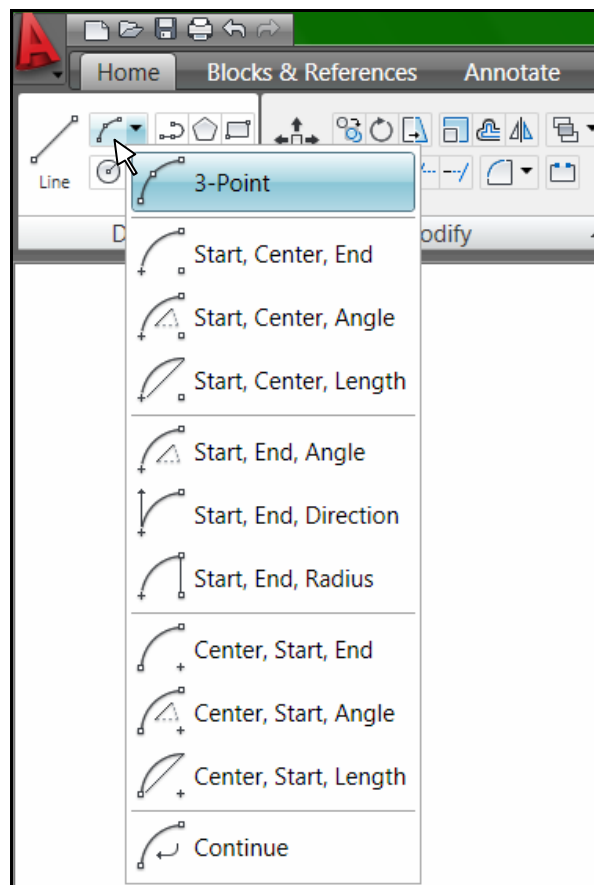 Home Blocks & References Annotate
Line
3-Point
D odify
Start, Center, End
Start, Center, Angle
Start, Center, Length
Start, End, Angle
Start, End, Direction
Start, End, Radius
Center, Start, End
Center, Start, Angle
Center, Start, Length
Continue